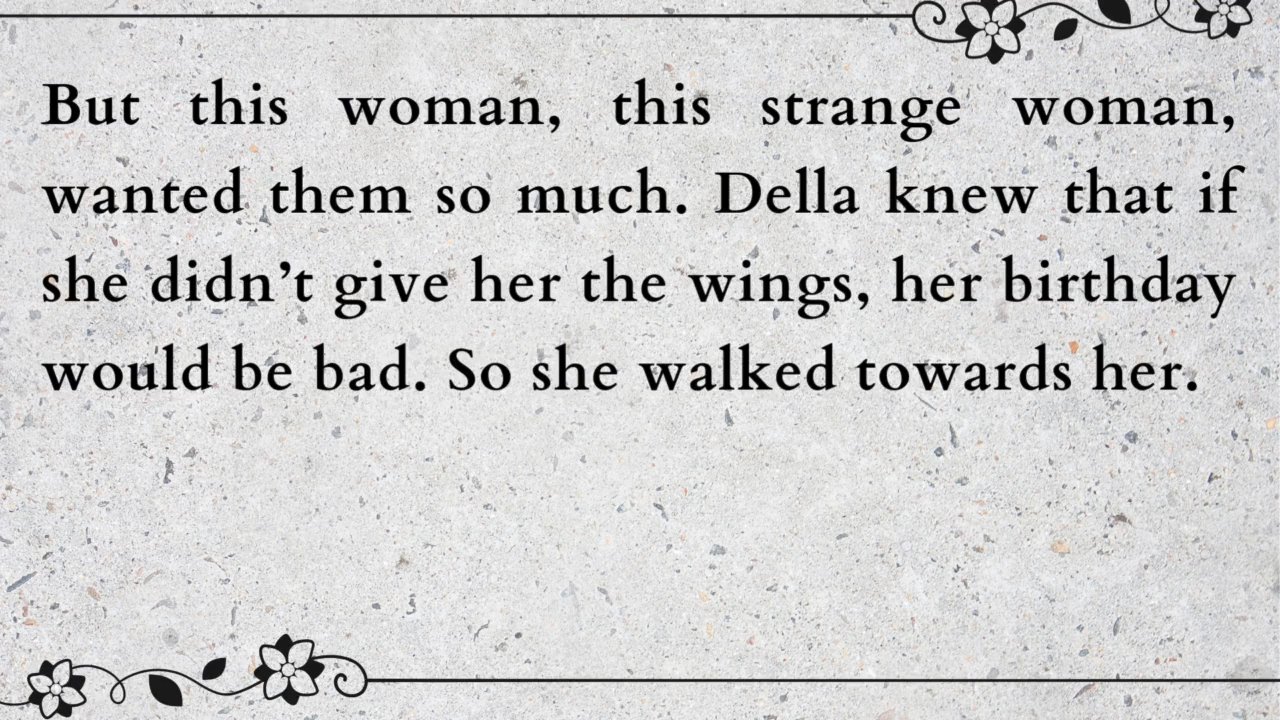 But this woman, this strange woman,
wanted them so much. Della knew that if
she didn’t give her the wings, her birthday
would be bad. So she walked towards her.